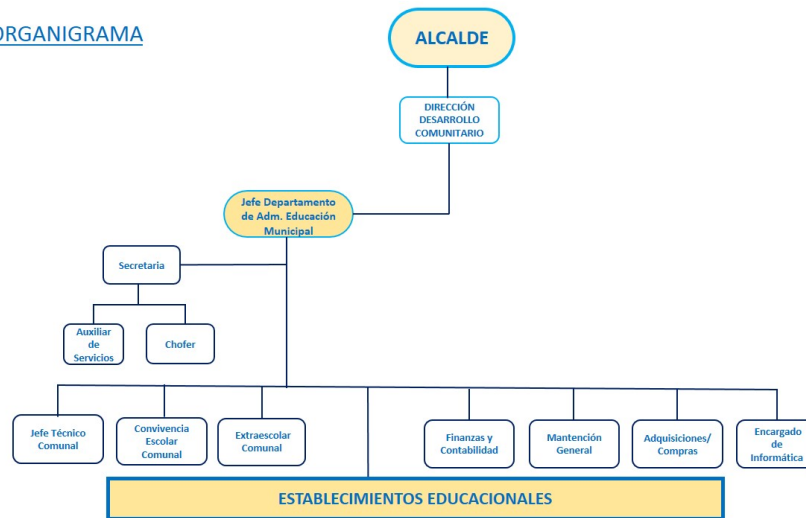 ORGANIGRAMA
ALCALDE
DIRECCIÓN
DESARROLLO
COMUNITARIO
Jefe Departamento
de Adm. Educación
Municipal
Secretaria
Auxiliar
de
Servicios
Chofer
Jefe Técnico
Comunal
Convivencia
Escolar
Comunal
Extraescolar
Comunal
Finanzas y
Contabilidad
Mantención
General
Adquisiciones/
Compras
Encargado
de
Informática
ESTABLECIMIENTOS EDUCACIONALES